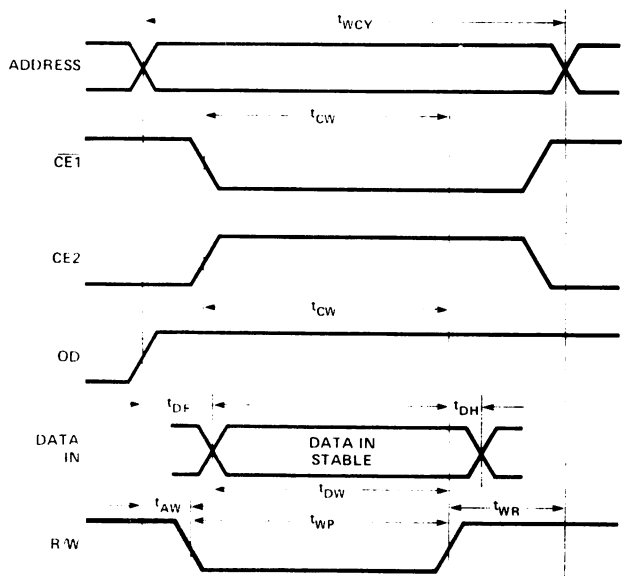 tWCY
ADDRESS
tCW
CE1
CE2
tCW
OD
tDF
tDH
DATA
IN
DATA IN
STABLE
tDW
tAW
tWP
tWR
R/W